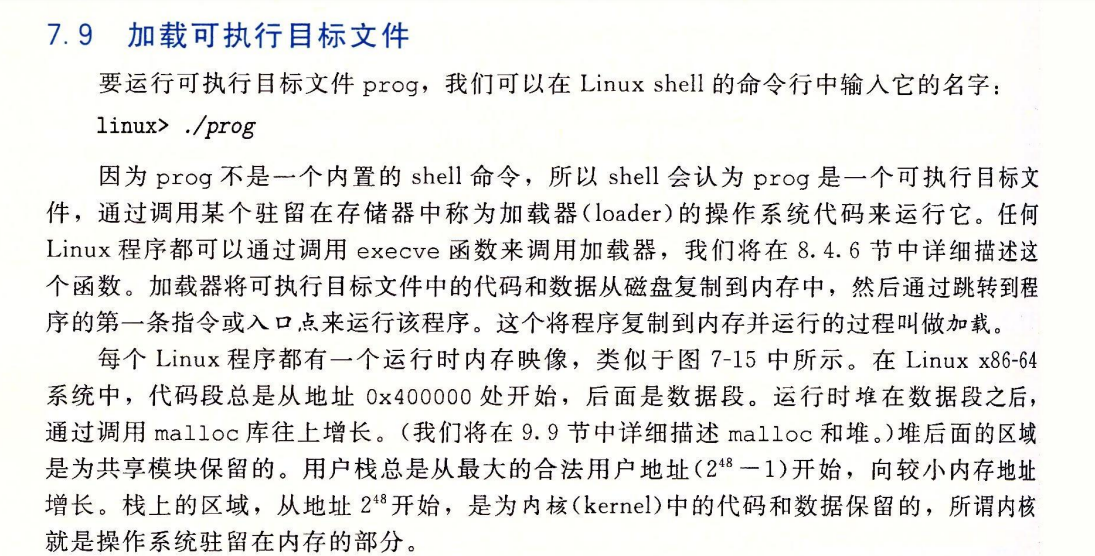 7.9 加载可执行目标文件
要运行可执行目标文件 prog，我们可以在 Linux shell 的命令行中输入它的名字：
linux> ./prog
因为 prog 不是一个内置的 shell 命令，所以 shell 会认为 prog 是一个可执行目标文
件，通过调用某个驻留在存储器中称为加载器(loader)的操作系统代码来运行它。任何
Linux 程序都可以通过调用 execve 函数来调用加载器，我们将在 8.4.6 节中详细描述这
个函数。加载器将可执行目标文件中的代码和数据从磁盘复制到内存中，然后通过跳转到程
序的第一条指令或入口点来运行该程序。这个将程序复制到内存并运行的过程叫做加载。
每个 Linux 程序都有一个运行时内存映像，类似于图 7-15 中所示。在 Linux x86-64
系统中，代码段总是从地址 0x400000 处开始，后面是数据段。运行时堆在数据段之后，
通过调用 malloc 库往上增长。(我们将在 9.9 节中详细描述 malloc 和堆。)堆后面的区域
是为共享模块保留的。用户栈总是从最大的合法用户地址(2⁴⁸－1)开始，向较小内存地址
增长。栈上的区域，从地址 2⁴⁸ 开始，是为内核(kernel)中的代码和数据保留的，所谓内核
就是操作系统驻留在内存的部分。